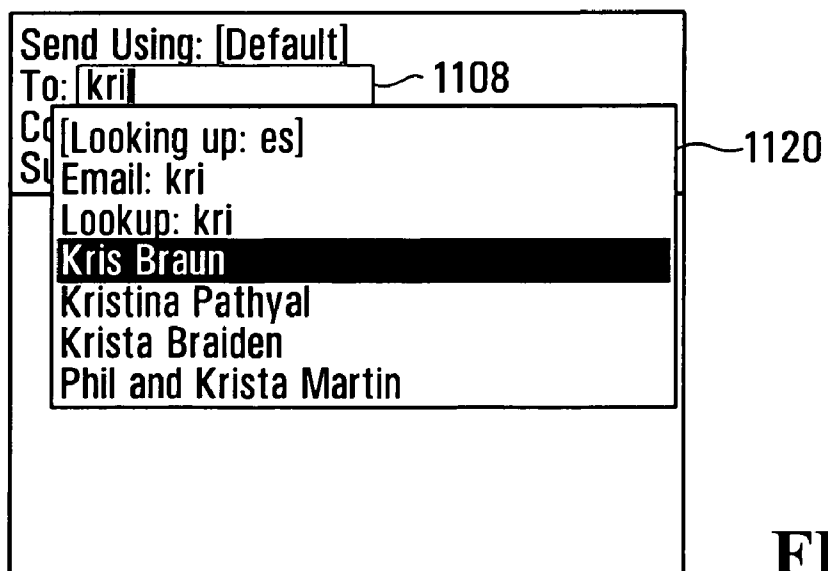 Send Using: [Default]
To: kri
1108
[Looking up: es]
1120
Email: kri
Lookup: kri
Kris Braun
Kristina Pathyal
Krista Braiden
Phil and Krista Martin